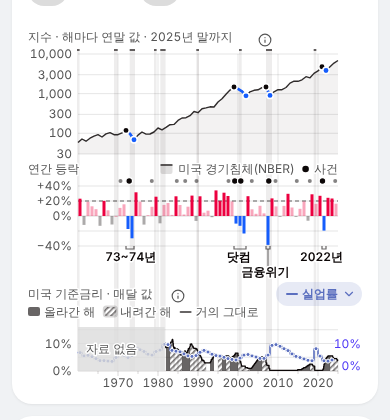 지수 · 해마다 연말 값 · 2025년 말까지
10,000
3,000
1,000
300
100
30
연간 등락
미국 경기침체(NBER) ● 사건
+40%
+20%
+0%
−40%
73~74년 닷컴 2022년
금융위기
미국 기준금리 · 매달 값
실업률
올라간 해 내려간 해 거의 그대로
자료 없음
10%
0%
10%
0%
1970 1980 1990 2000 2010 2020